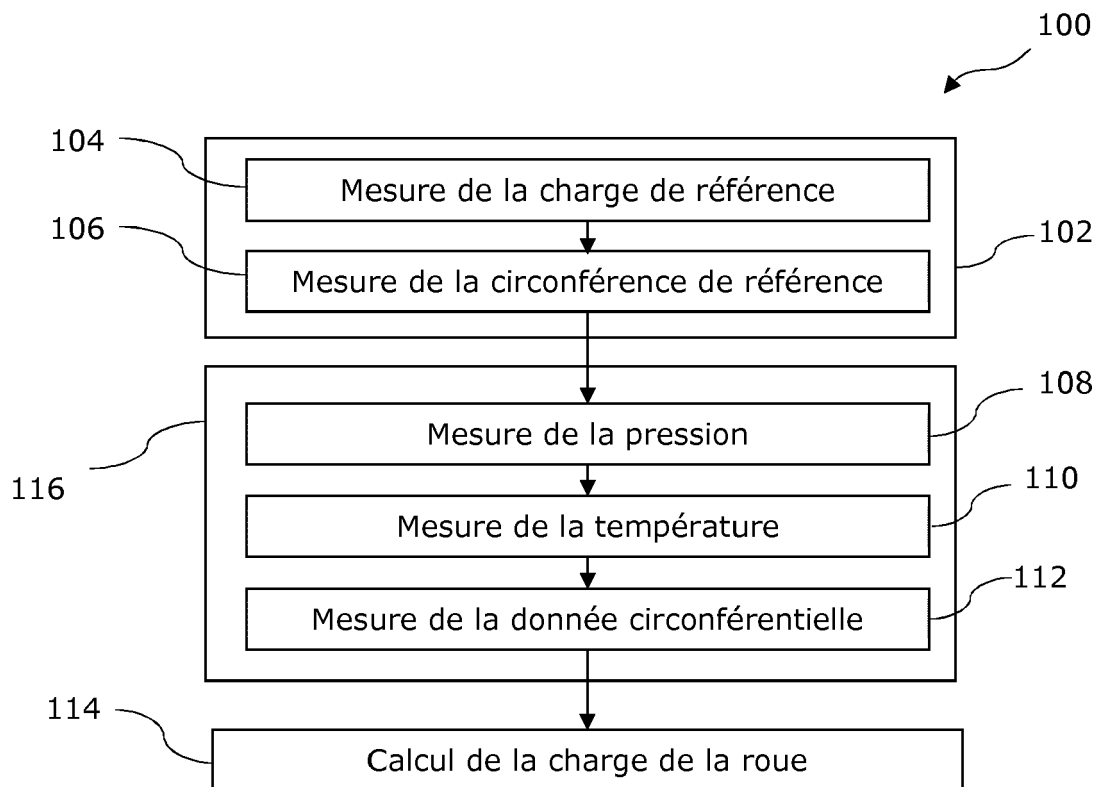 100
104
Mesure de la charge de référence
106
Mesure de la circonférence de référence
102
108
Mesure de la pression
116
110
Mesure de la température
112
Mesure de la donnée circonférentielle
114
Calcul de la charge de la roue